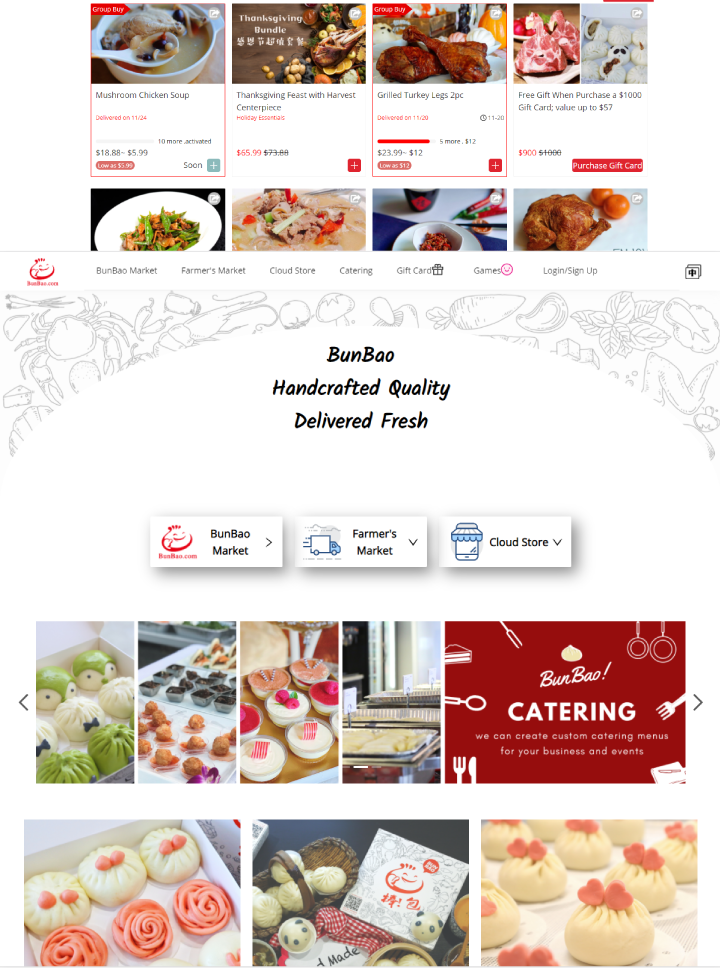 Group Buy
Mushroom Chicken Soup
Delivered on 11/24
10 more ,activated
$18.88~ $5.99
Low as $5.99
Soon
Thanksgiving
Bundle
感恩节超值套餐
Thanksgiving Feast with Harvest
Centerpiece
Holiday Essentials
$65.99 $73.88
Group Buy
Grilled Turkey Legs 2pc
Delivered on 11/20
11-20
5 more , $12
$23.99~ $12
Low as $12
Free Gift When Purchase a $1000
Gift Card; value up to $57
$900 $1000
Purchase Gift Card
BunBao.com
BunBao Market
Farmer's Market
Cloud Store
Catering
Gift Card
Games
Login/Sign Up
中
BunBao
Handcrafted Quality
Delivered Fresh
BunBao.com
BunBao
Market
Farmer's
Market
Cloud Store
BunBao!
CATERING
we can create custom catering menus
for your business and events
Made